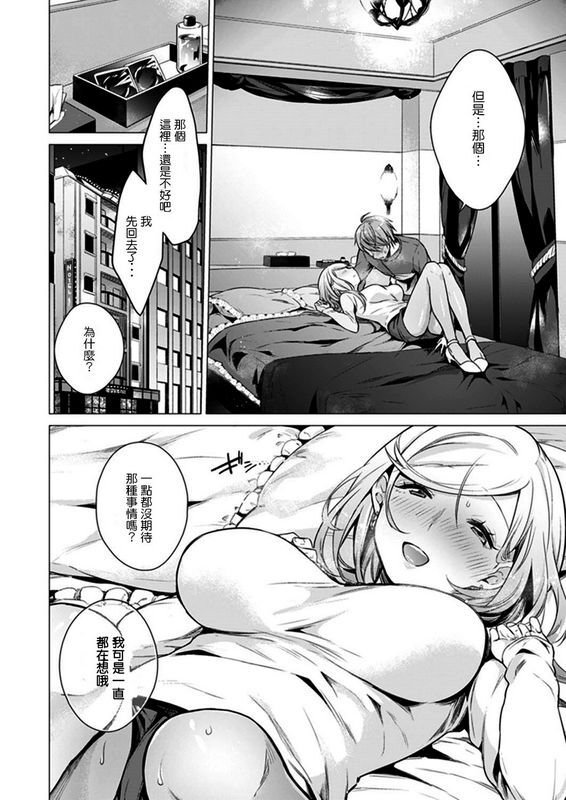 但是…那個…
那個
這裡…還是不好吧
我
先回去了…
為什麼？
HOTEL
一點都沒期待
那種事情嗎？
我可是一直
都在想哦